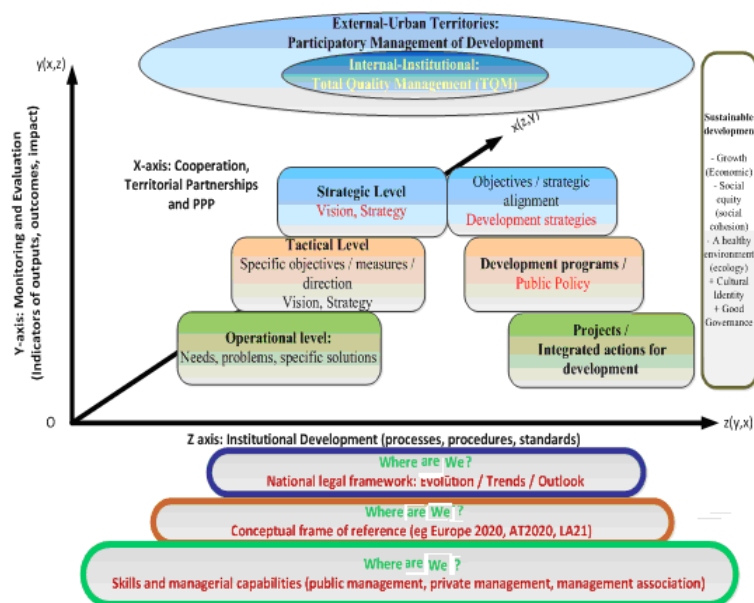 External-Urban Territories:
Participatory Management of Development
Internal-Institutional:
Total Quality Management (TQM)
y(x,z)
x(z,Y)
X-axis: Cooperation,
Territorial Partnerships
and PPP
Y-axis: Monitoring and Evaluation
(Indicators of outputs, outcomes, impact)
Strategic Level
Vision, Strategy
Objectives / strategic
alignment
Development strategies
Tactical Level
Specific objectives / measures /
direction
Vision, Strategy
Development programs /
Public Policy
Operational level:
Needs, problems, specific solutions
Projects /
Integrated actions for
development
Sustainable
developmen
- Growth
(Economic)
- Social
equity
(social
cohesion)
- A healthy
environment
(ecology)
+ Cultural
Identity
+ Good
Governance
O
z(y,x)
Z axis: Institutional Development (processes, procedures, standards)
Where are We?
National legal framework: Evolution / Trends / Outlook
Where are We ?
Conceptual frame of reference (eg Europe 2020, AT2020, LA21)
Where are We ?
Skills and managerial capabilities (public management, private management, management association)